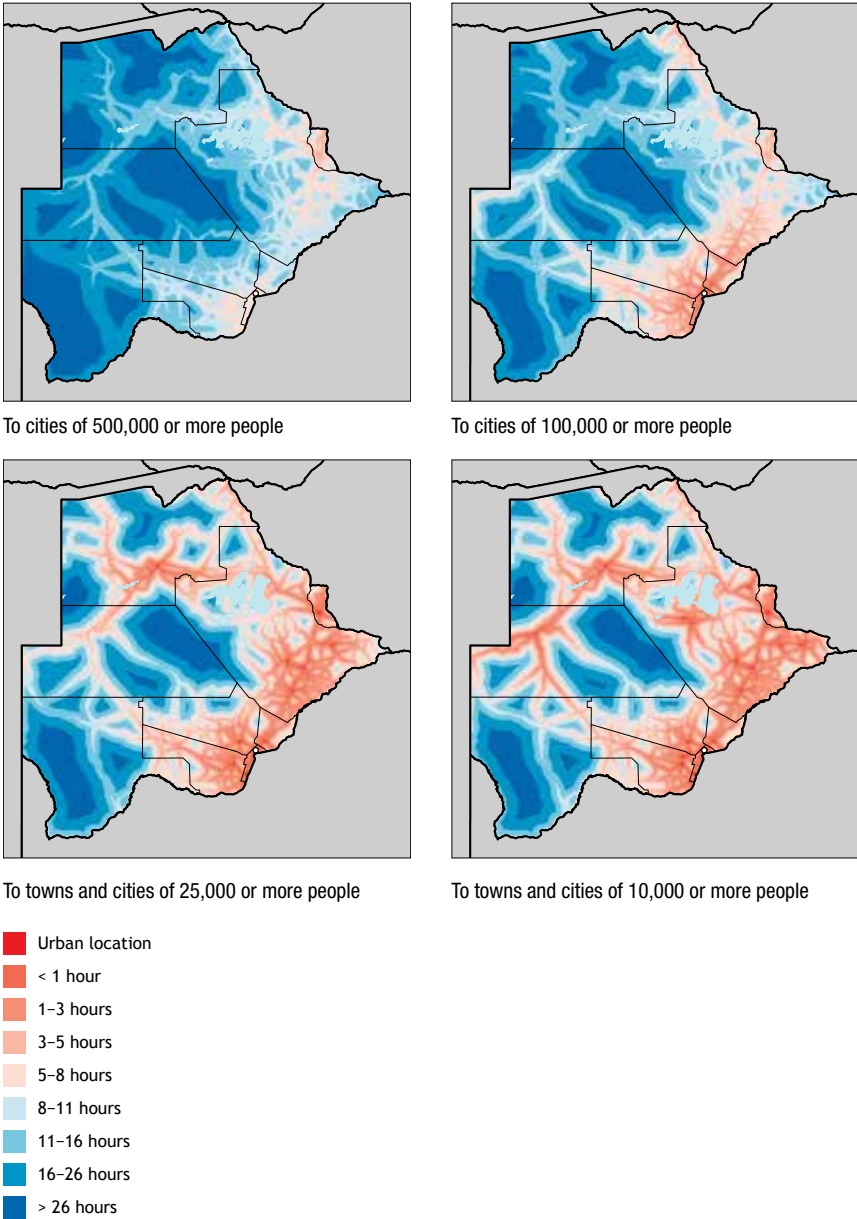 To cities of 500,000 or more people
To cities of 100,000 or more people
To towns and cities of 25,000 or more people
To towns and cities of 10,000 or more people
Urban location
< 1 hour
1–3 hours
3–5 hours
5–8 hours
8–11 hours
11–16 hours
16–26 hours
> 26 hours